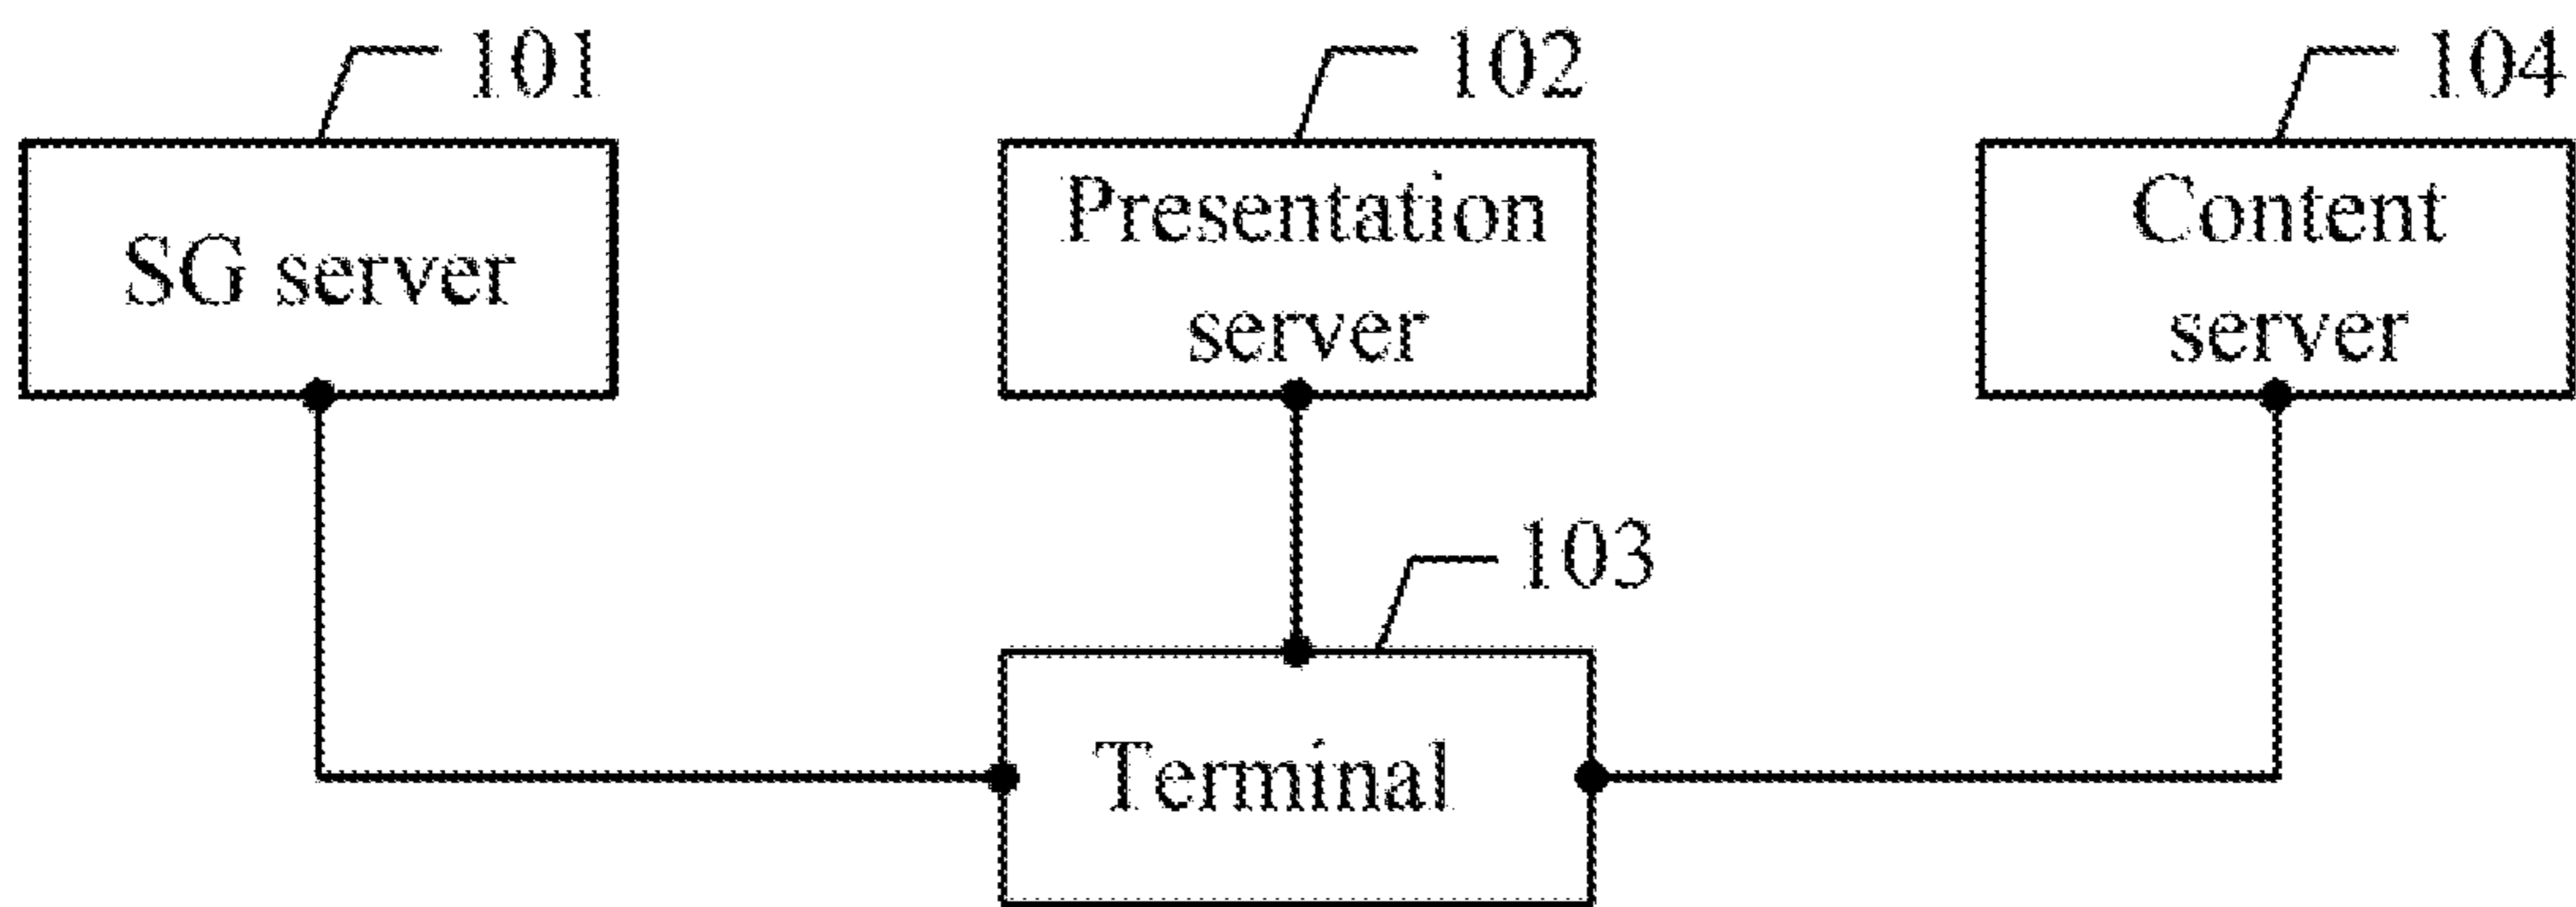 101
102
104
SG server
Presentation
server
Content
server
103
Terminal